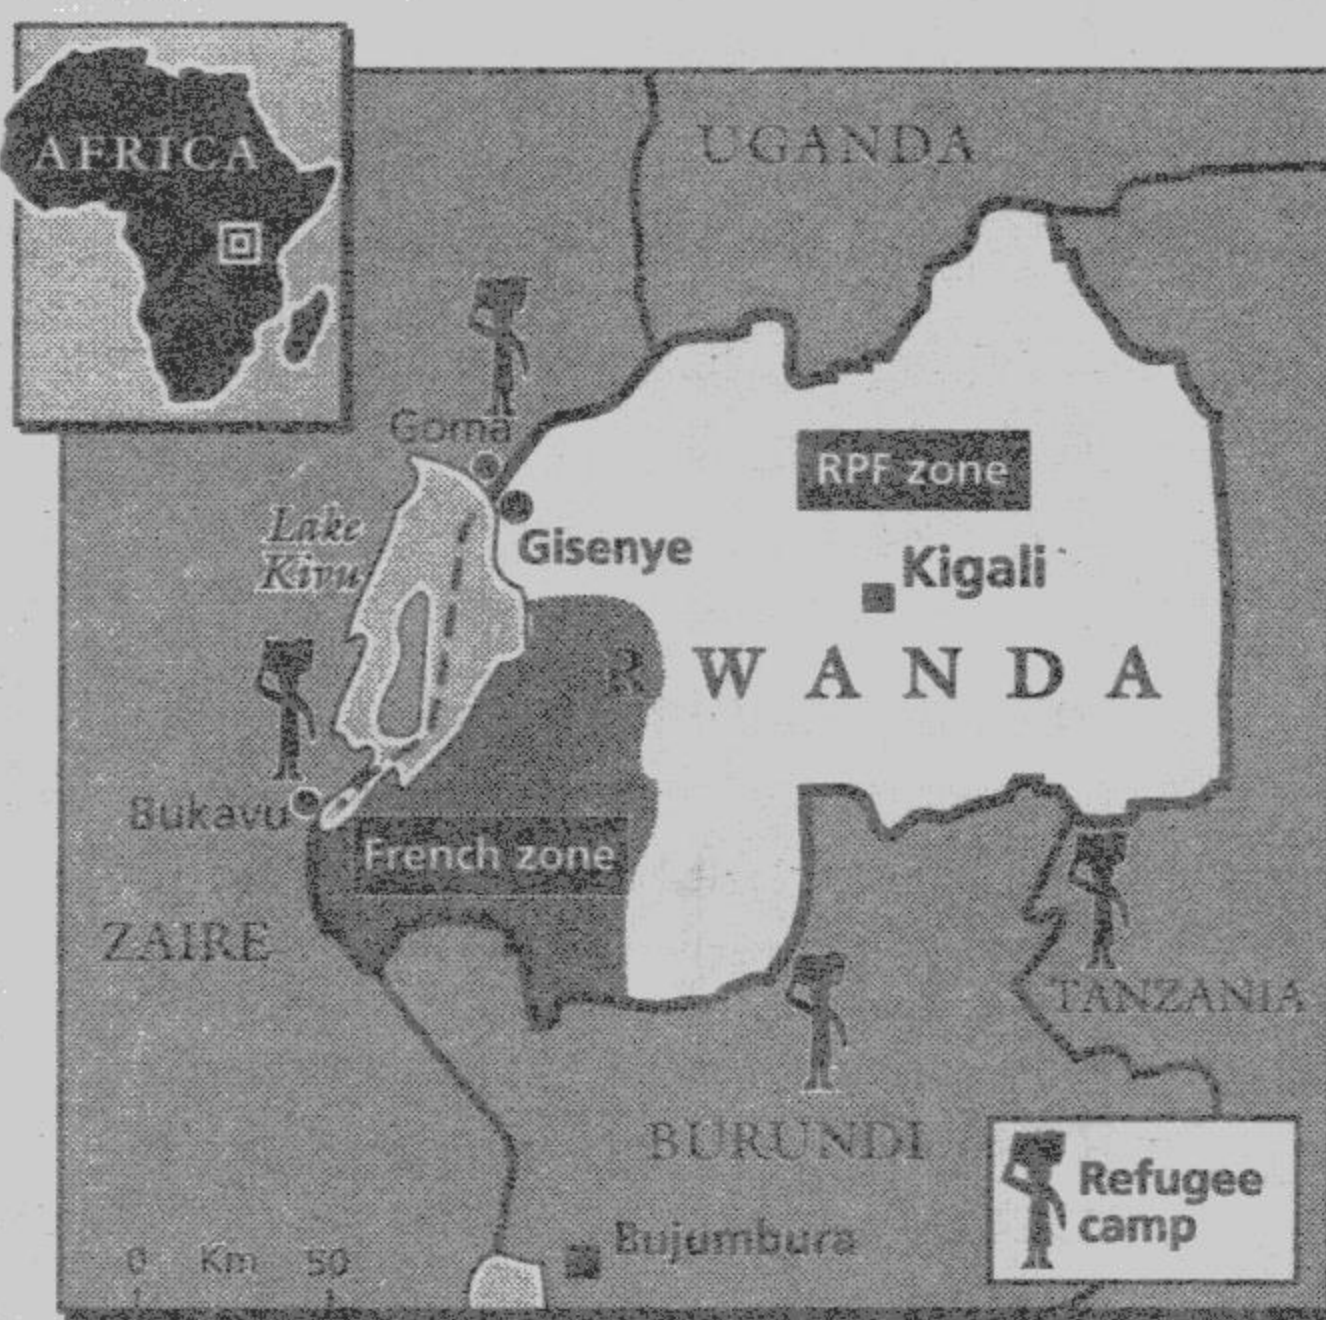 AFRICA
UGANDA
Goma
RPF zone
Lake
Kivu
Gisenye
Kigali
RWANDA
Bukavu
French zone
ZAIRE
TANZANIA
BURUNDI
Refugee
camp
Bujumbura
0 Km 50